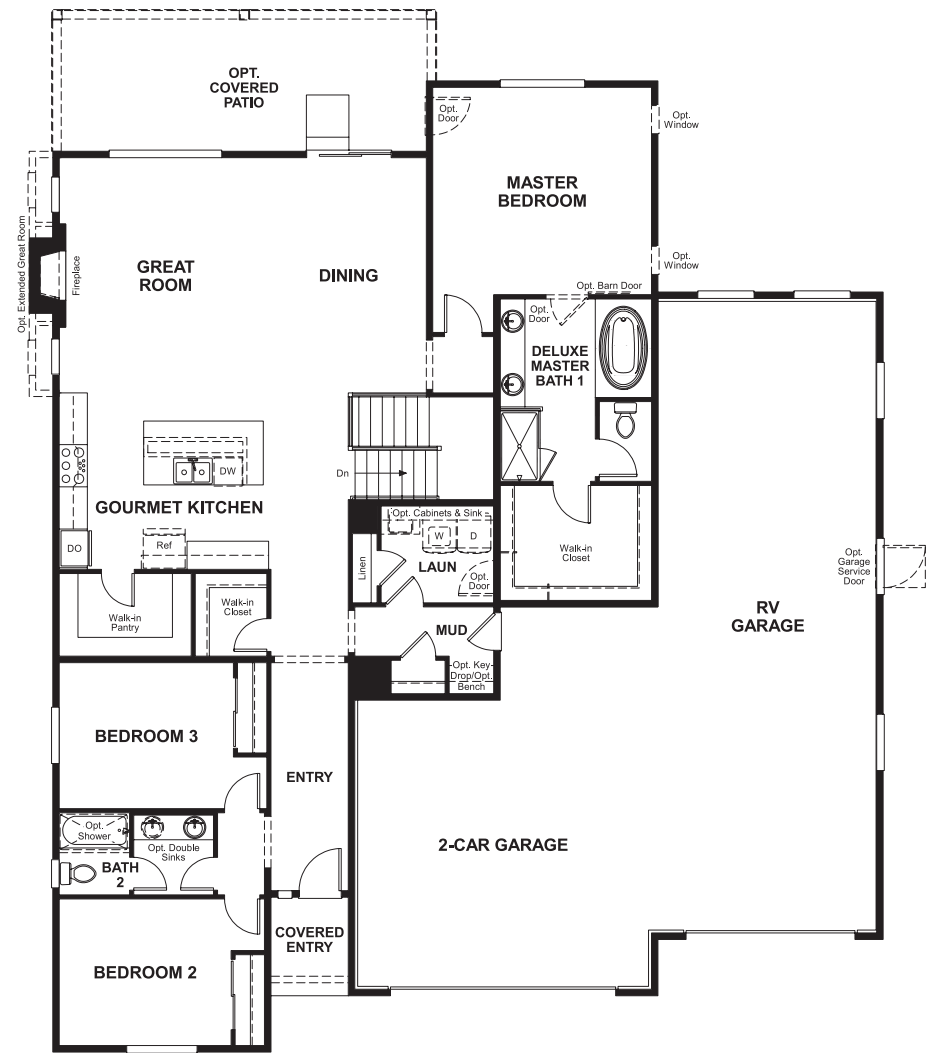 OPT.
COVERED
PATIO
Opt.
Door
Opt.
Window
MASTER
BEDROOM
Opt. Extended Great Room
Fireplace
GREAT
ROOM
DINING
Opt.
Window
Opt. Barn Door
Opt.
Door
DELUXE
MASTER
BATH 1
Dn
DW
GOURMET KITCHEN
DO
Ref
Opt. Cabinets & Sink
W
D
Linen
LAUN
Opt.
Door
Walk-in
Closet
Opt.
Garage
Service
Door
Walk-in
Pantry
Walk-in
Closet
MUD
RV
GARAGE
Opt. Key-
Drop/Opt.
Bench
BEDROOM 3
ENTRY
Opt.
Shower
Opt. Double
Sinks
BATH
2
2-CAR GARAGE
COVERED
ENTRY
BEDROOM 2